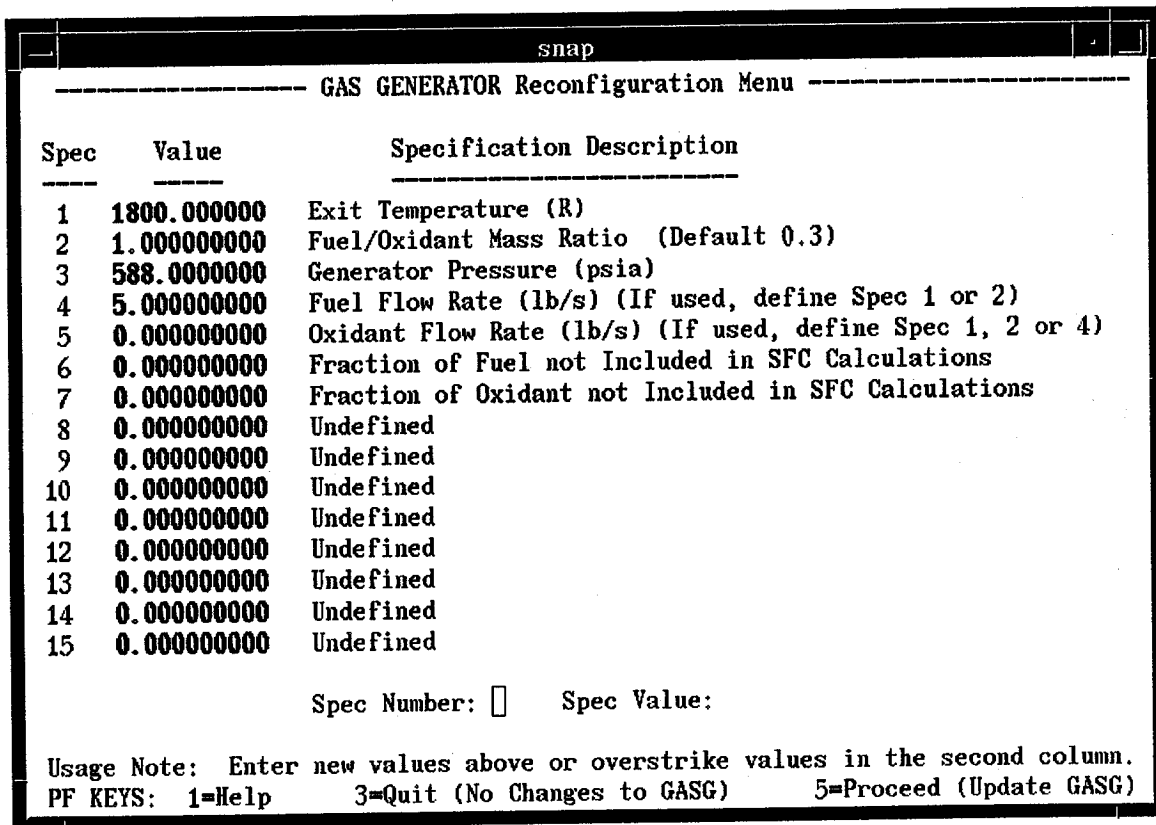 snap
------------------ GAS GENERATOR Reconfiguration Menu -----------------------
Spec Value Specification Description
---- ----- -------------------------
1 1800.000000 Exit Temperature (R)
2 1.000000000 Fuel/Oxidant Mass Ratio (Default 0.3)
3 588.0000000 Generator Pressure (psia)
4 5.000000000 Fuel Flow Rate (lb/s) (If used, define Spec 1 or 2)
5 0.000000000 Oxidant Flow Rate (lb/s) (If used, define Spec 1, 2 or 4)
6 0.000000000 Fraction of Fuel not Included in SFC Calculations
7 0.000000000 Fraction of Oxidant not Included in SFC Calculations
8 0.000000000 Undefined
9 0.000000000 Undefined
10 0.000000000 Undefined
11 0.000000000 Undefined
12 0.000000000 Undefined
13 0.000000000 Undefined
14 0.000000000 Undefined
15 0.000000000 Undefined
Spec Number: Spec Value:
Usage Note: Enter new values above or overstrike values in the second column.
PF KEYS: 1=Help 3=Quit (No Changes to GASG) 5=Proceed (Update GASG)